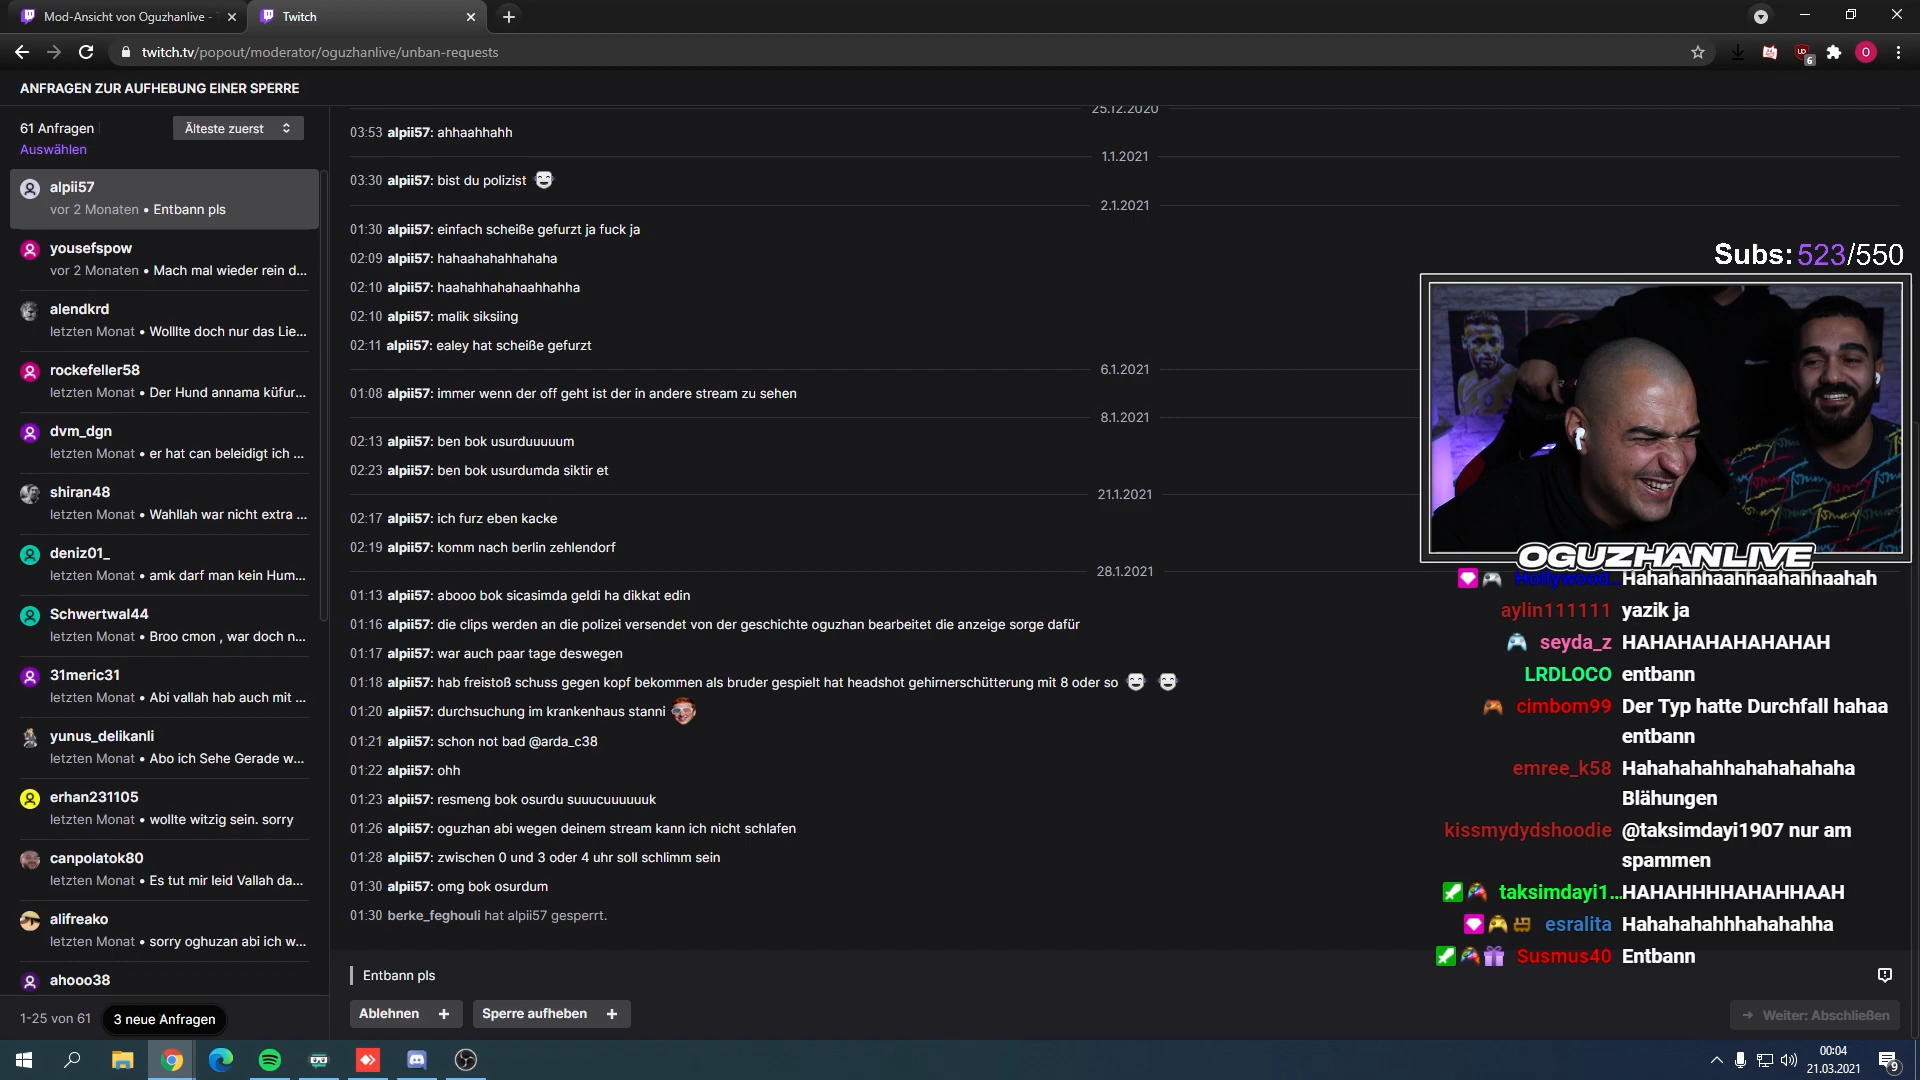 Mod-Ansicht von Oguzhanlive -
Twitch
twitch.tv/popout/moderator/oguzhanlive/unban-requests
6
O
ANFRAGEN ZUR AUFHEBUNG EINER SPERRE
61 Anfragen
Älteste zuerst
Auswählen
alpii57
vor 2 Monaten • Entbann pls
yousefspow
vor 2 Monaten • Mach mal wieder rein d...
alendkrd
letzten Monat • Wolllte doch nur das Lie...
rockefeller58
letzten Monat • Der Hund annama küfur...
dvm_dgn
letzten Monat • er hat can beleidigt ich ...
shiran48
letzten Monat • Wahllah war nicht extra ...
deniz01_
letzten Monat • amk darf man kein Hum...
Schwertwal44
letzten Monat • Broo cmon , war doch n...
31meric31
letzten Monat • Abi vallah hab auch mit ...
yunus_delikanli
letzten Monat • Abo ich Sehe Gerade w...
erhan231105
letzten Monat • wollte witzig sein. sorry
canpolatok80
letzten Monat • Es tut mir leid Vallah da...
alifreako
letzten Monat • sorry oghuzan abi ich w...
ahooo38
1-25 von 61
3 neue Anfragen
25.12.2020
03:53 alpii57: ahhaahhahh
1.1.2021
03:30 alpii57: bist du polizist
2.1.2021
01:30 alpii57: einfach scheiße gefurzt ja fuck ja
02:09 alpii57: hahaahahahhahaha
02:10 alpii57: haahahhahahaahhahha
02:10 alpii57: malik siksiing
02:11 alpii57: ealey hat scheiße gefurzt
6.1.2021
01:08 alpii57: immer wenn der off geht ist der in andere stream zu sehen
8.1.2021
02:13 alpii57: ben bok usurduuuuum
02:23 alpii57: ben bok usurdumda siktir et
21.1.2021
02:17 alpii57: ich furz eben kacke
02:19 alpii57: komm nach berlin zehlendorf
28.1.2021
01:13 alpii57: abooo bok sicasimda geldi ha dikkat edin
01:16 alpii57: die clips werden an die polizei versendet von der geschichte oguzhan bearbeitet die anzeige sorge dafür
01:17 alpii57: war auch paar tage deswegen
01:18 alpii57: hab freistoß schuss gegen kopf bekommen als bruder gespielt hat headshot gehirnerschütterung mit 8 oder so
01:20 alpii57: durchsuchung im krankenhaus stanni
01:21 alpii57: schon not bad @arda_c38
01:22 alpii57: ohh
01:23 alpii57: resmeng bok osurdu suuucuuuuuuk
01:26 alpii57: oguzhan abi wegen deinem stream kann ich nicht schlafen
01:28 alpii57: zwischen 0 und 3 oder 4 uhr soll schlimm sein
01:30 alpii57: omg bok osurdum
01:30 berke_feghouli hat alpii57 gesperrt.
Entbann pls
Ablehnen +
Sperre aufheben +
→ Weiter: Abschließen
Subs: 523/550
OGUZHANLIVE
Hollywood... Hahahahhaahhaahahhaahah
aylin111111 yazik ja
seyda_z HAHAHAHAHAHAHAH
LRDLOCO entbann
cimbom99 Der Typ hatte Durchfall hahaa
entbann
emree_k58 Hahahahahhahahahahaha
Blähungen
kissmydydshoodie @taksimdayi1907 nur am
spammen
taksimdayi1... HAHAHHHHAHAHHAAH
esralita Hahahahahhhahahahha
Susmus40 Entbann
00:04
21.03.2021
9